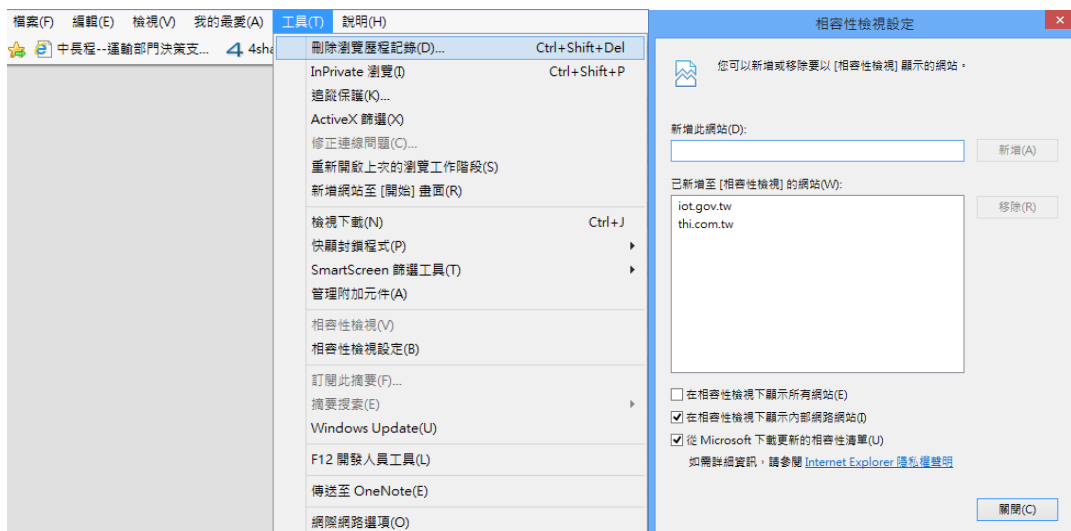 檔案(F) 編輯(E) 檢視(V) 我的最愛(A) 工具(T) 說明(H)
中長程--運輸部門決策支... 4sha
刪除瀏覽歷程記錄(D)... Ctrl+Shift+Del
InPrivate 瀏覽(I) Ctrl+Shift+P
追蹤保護(K)...
ActiveX 篩選(X)
修正連線問題(C)...
重新開啟上次的瀏覽工作階段(S)
新增網站至 [開始] 畫面(R)
檢視下載(N) Ctrl+J
快顯封鎖程式(P)
SmartScreen 篩選工具(T)
管理附加元件(A)
相容性檢視(V)
相容性檢視設定(B)
訂閱此摘要(F)...
摘要搜索(E)
Windows Update(U)
F12 開發人員工具(L)
傳送至 OneNote(E)
網際網路選項(O)
相容性檢視設定
您可以新增或移除要以 [相容性檢視] 顯示的網站。
新增此網站(D):
新增(A)
已新增至 [相容性檢視] 的網站(W):
iot.gov.tw
thi.com.tw
移除(R)
在相容性檢視下顯示所有網站(E)
在相容性檢視下顯示內部網路網站(I)
從 Microsoft 下載更新的相容性清單(U)
如需詳細資訊，請參閱 Internet Explorer 隱私權聲明
關閉(C)